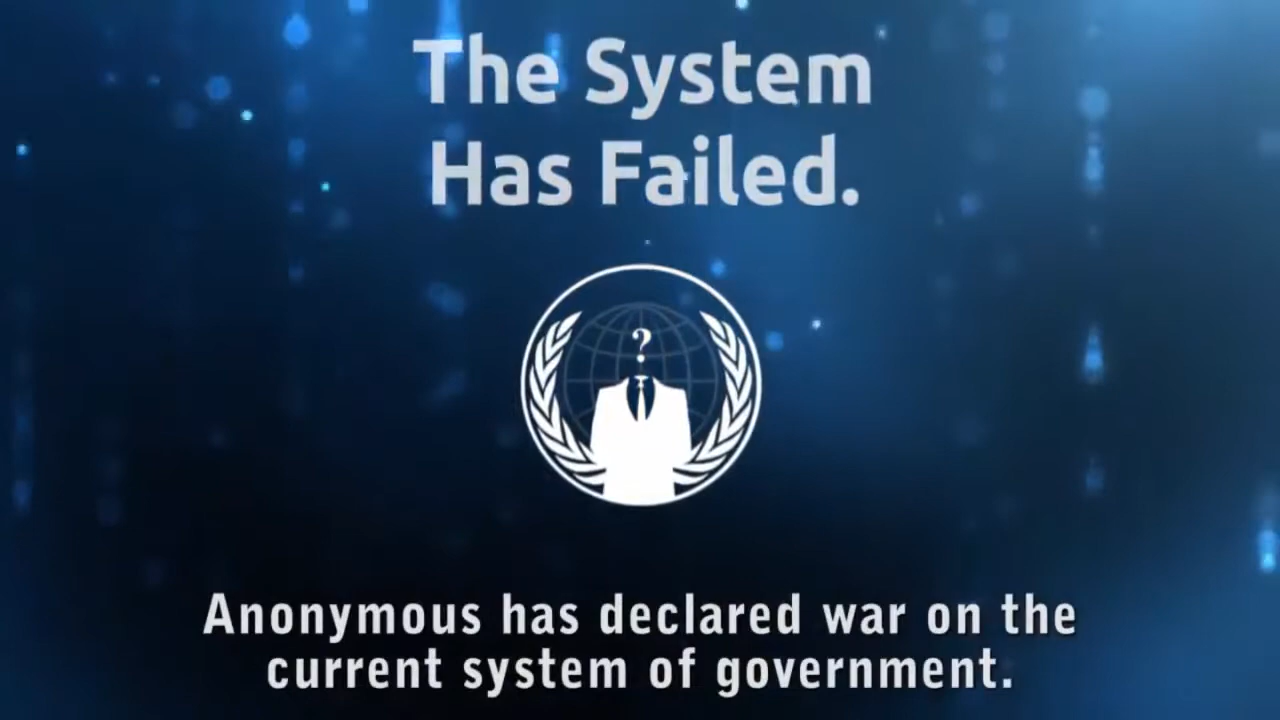 The System
Has Failed.
?
Anonymous has declared war on the
current system of government.